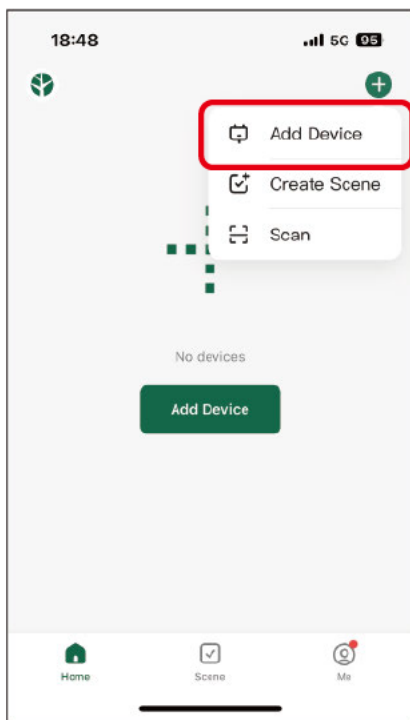 18:48 5G 95
Add Device
Create Scene
Scan
No devices
Add Device
Home Scene Me